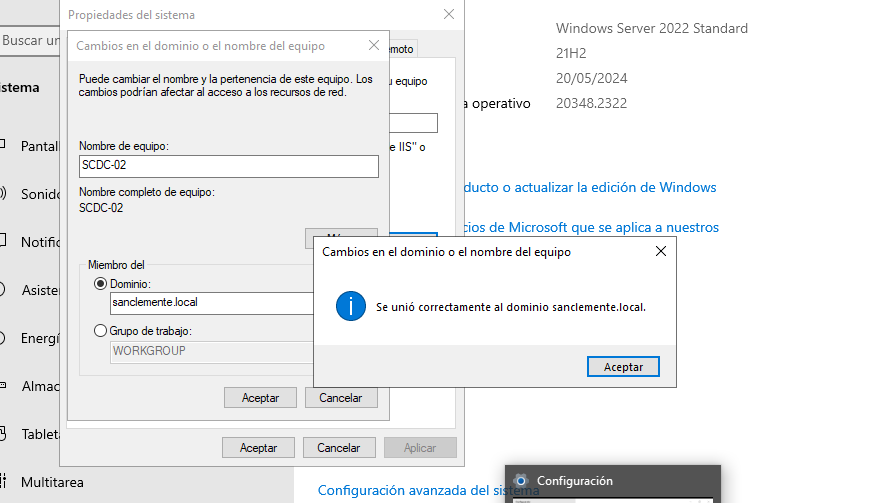 Propiedades del sistema
Windows Server 2022 Standard
Buscar un
Cambios en el dominio o el nombre del equipo
21H2
Puede cambiar el nombre y la pertenencia de este equipo. Los
cambios podrían afectar al acceso a los recursos de red.
20/05/2024
20348.2322
Nombre de equipo:
SCDC-02
Nombre completo de equipo:
SCDC-02
Miembro del
Dominio:
sanclemente.local
Grupo de trabajo:
WORKGROUP
Aceptar
Cancelar
Aceptar
Cancelar
Aplicar
u equipo
e IIS" o
a operativo
ducto o actualizar la edición de Windows
cios de Microsoft que se aplica a nuestros
Cambios en el dominio o el nombre del equipo
Se unió correctamente al dominio sanclemente.local.
Aceptar
istema
Pantal
Sonido
Notific
Asiste
Energí
Almac
Tablet
Multitarea
Configuración avanzada del sistema
Configuración